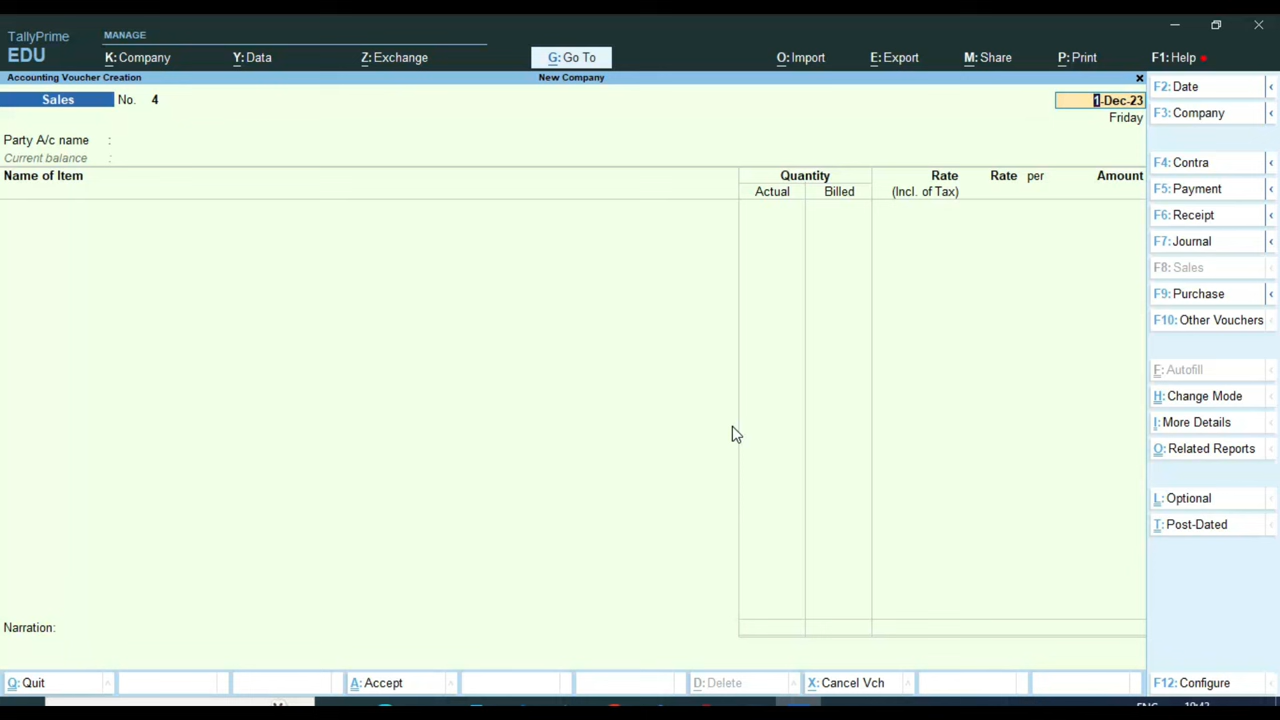 TallyPrime
EDU
MANAGE
K: Company
Y: Data
Z: Exchange
G: Go To
O: Import
E: Export
M: Share
P: Print
F1: Help
Accounting Voucher Creation
New Company
Sales
No. 4
1-Dec-23
Friday
Party A/c name :
Current balance :
Name of Item
Quantity
Actual
Billed
Rate
(Incl. of Tax)
Rate per
Amount
Narration:
F2: Date
F3: Company
F4: Contra
F5: Payment
F6: Receipt
F7: Journal
F8: Sales
F9: Purchase
F10: Other Vouchers
F: Autofill
H: Change Mode
I: More Details
O: Related Reports
L: Optional
T: Post-Dated
Q: Quit
A: Accept
D: Delete
X: Cancel Vch
F12: Configure